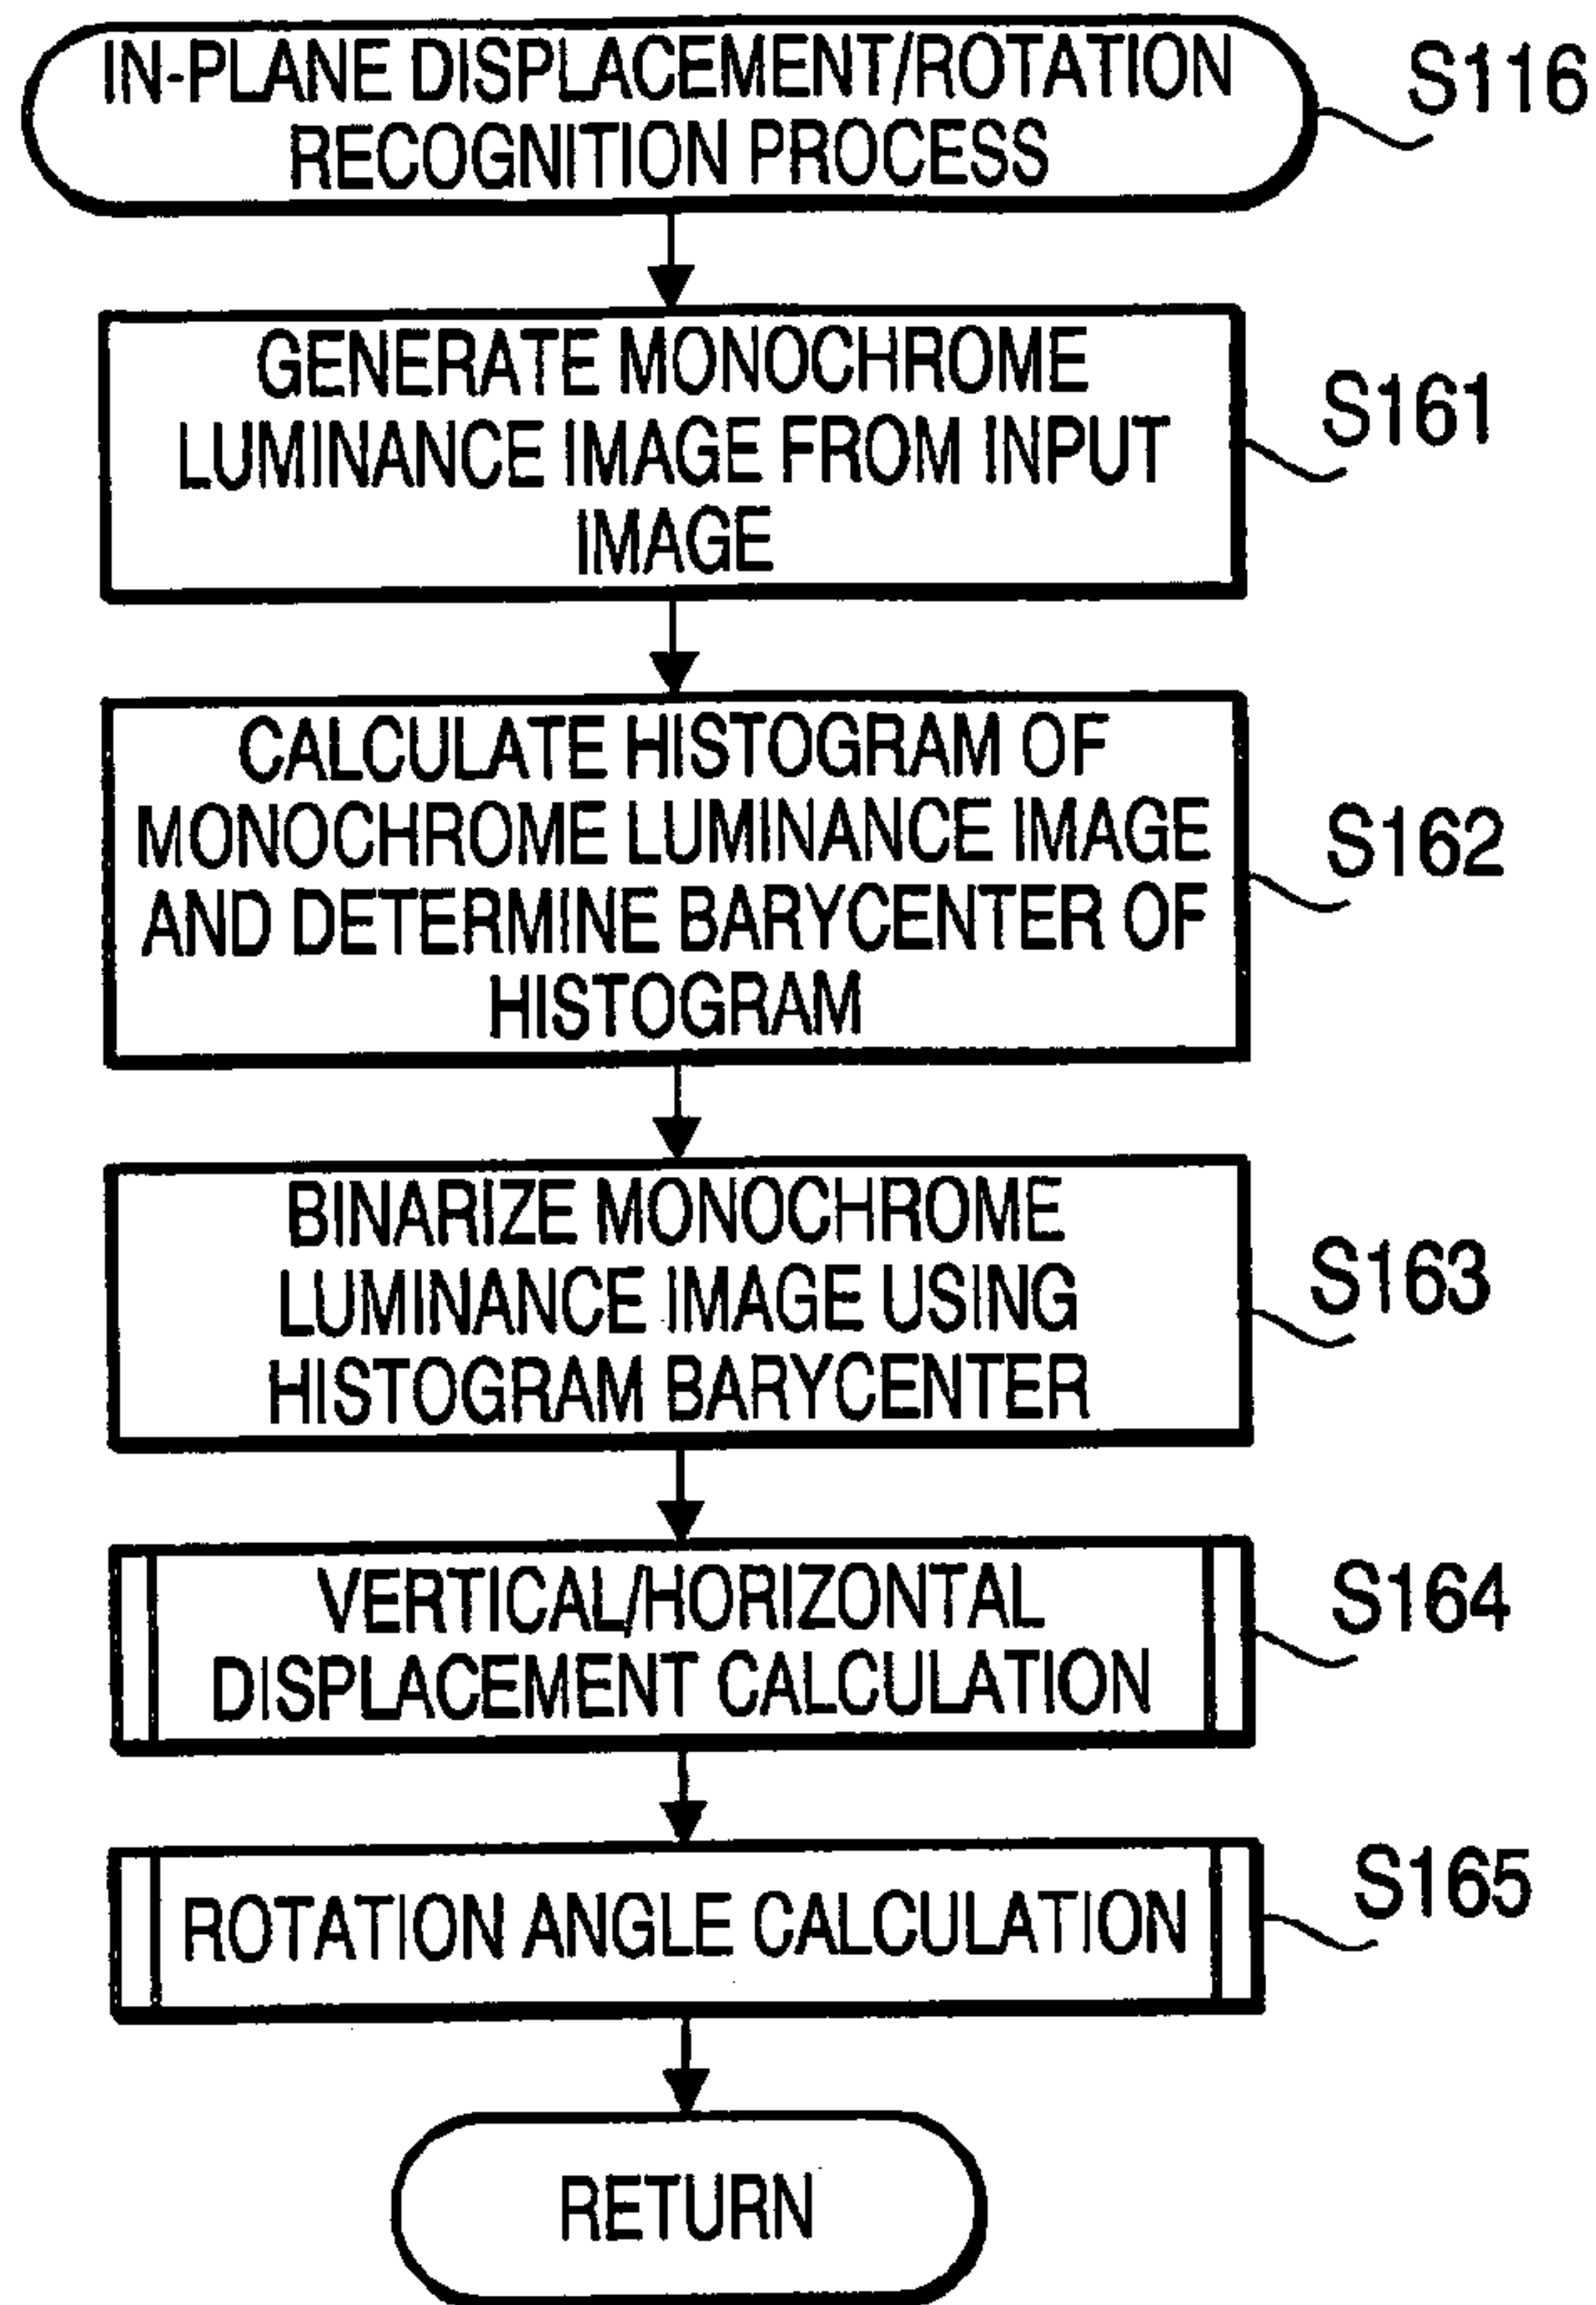 IN-PLANE DISPLACEMENT/ROTATION
RECOGNITION PROCESS
S116
GENERATE MONOCHROME
LUMINANCE IMAGE FROM INPUT
IMAGE
S161
CALCULATE HISTOGRAM OF
MONOCHROME LUMINANCE IMAGE
AND DETERMINE BARYCENTER OF
HISTOGRAM
S162
BINARIZE MONOCHROME
LUMINANCE IMAGE USING
HISTOGRAM BARYCENTER
S163
VERTICAL/HORIZONTAL
DISPLACEMENT CALCULATION
S164
ROTATION ANGLE CALCULATION
S165
RETURN